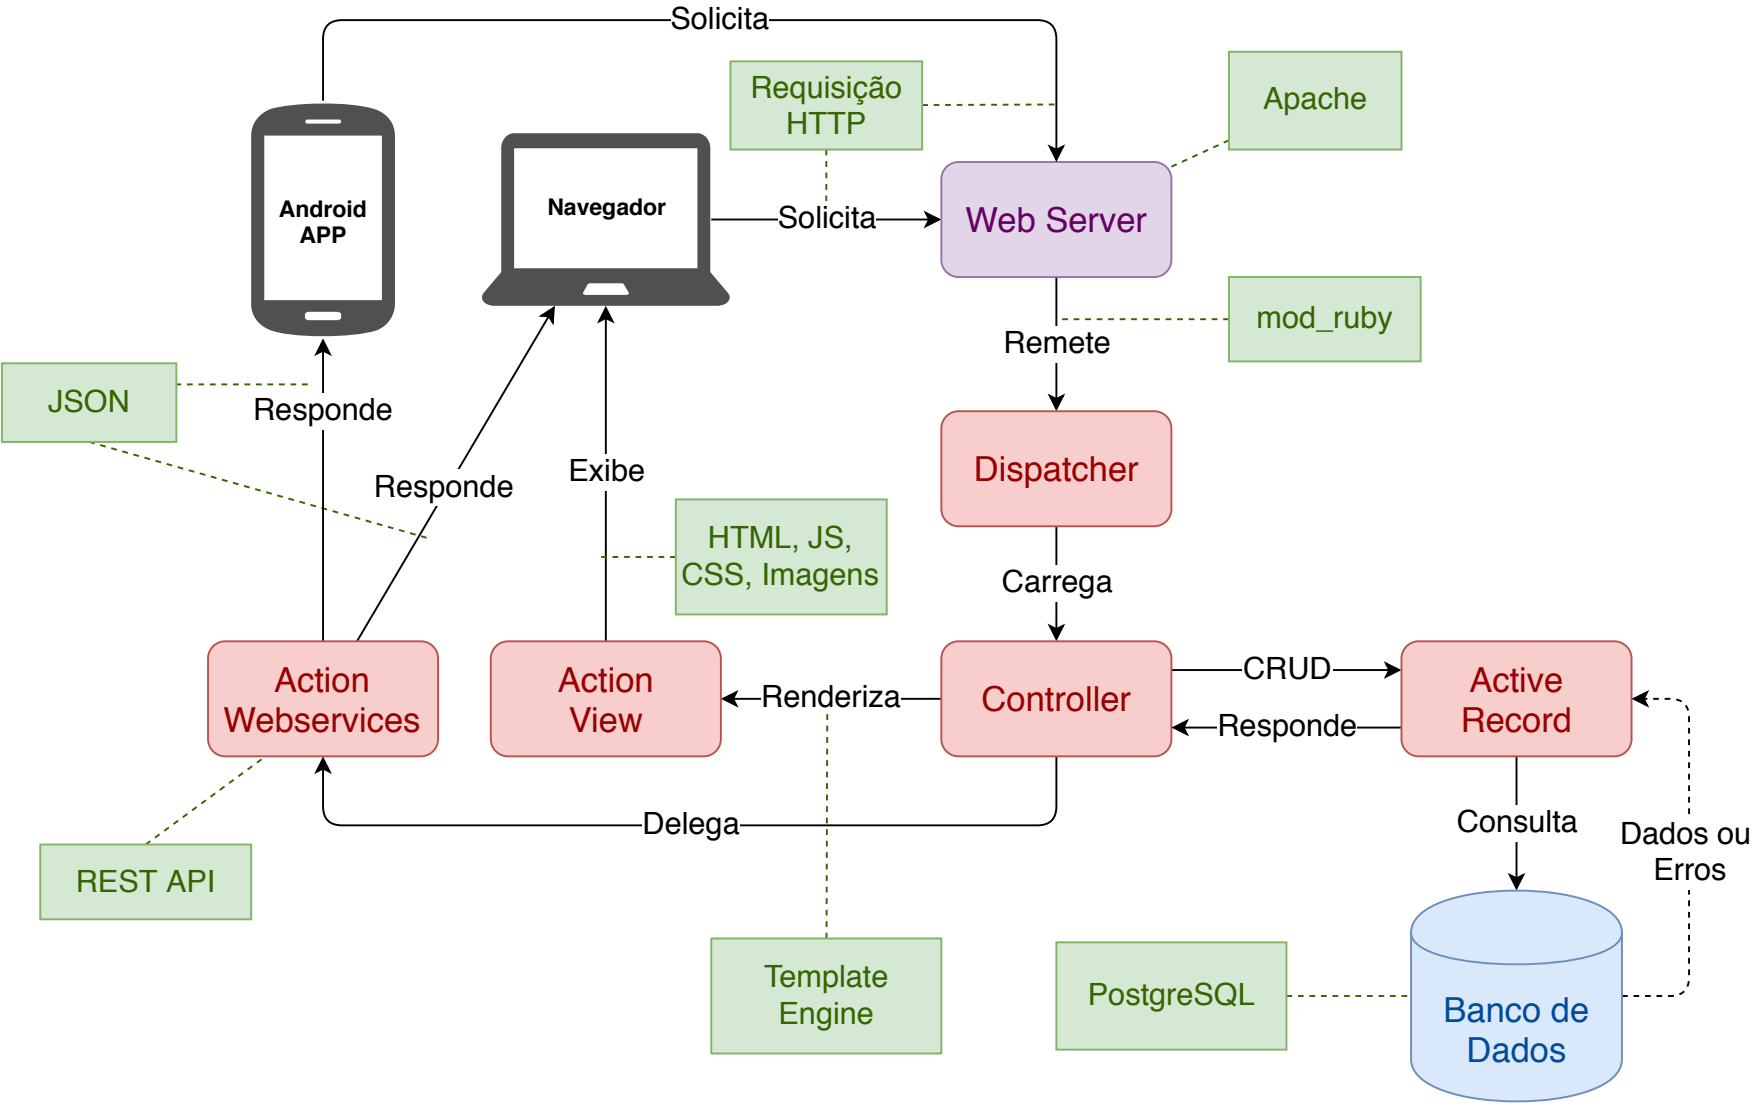 Solicita
Requisição
HTTP
Apache
Android
APP
Navegador
Solicita
Web Server
mod_ruby
Remete
JSON
Responde
Responde
Exibe
Dispatcher
HTML, JS,
CSS, Imagens
Carrega
Action
Webservices
Action
View
Renderiza
Controller
CRUD
Responde
Active
Record
Delega
Consulta
Dados ou
Erros
REST API
Template
Engine
PostgreSQL
Banco de
Dados